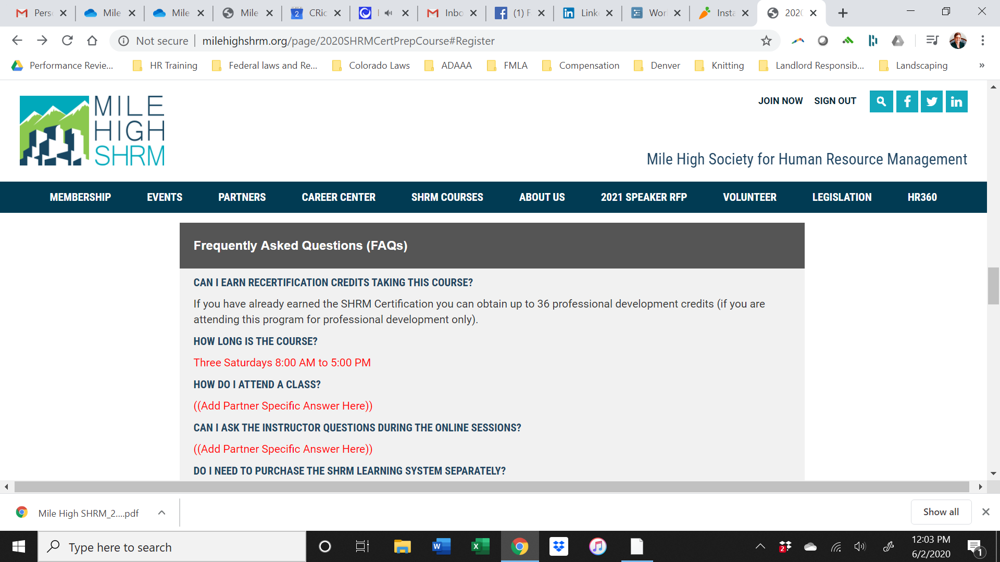 Pers
Mile
Mile
Mile
2
CRic
Inbo
(1) F
Link
Wor
Insta
2020
Not secure
milehighshrm.org/page/2020SHRMCertPrepCourse#Register
Performance Revie...
HR Training
Federal laws and Re...
Colorado Laws
ADAAA
FMLA
Compensation
Denver
Knitting
Landlord Responsib...
Landscaping
»
MILE
HIGH
SHRM
JOIN NOW
SIGN OUT
Mile High Society for Human Resource Management
MEMBERSHIP
EVENTS
PARTNERS
CAREER CENTER
SHRM COURSES
ABOUT US
2021 SPEAKER RFP
VOLUNTEER
LEGISLATION
HR360
Frequently Asked Questions (FAQs)
CAN I EARN RECERTIFICATION CREDITS TAKING THIS COURSE?
If you have already earned the SHRM Certification you can obtain up to 36 professional development credits (if you are
attending this program for professional development only).
HOW LONG IS THE COURSE?
Three Saturdays 8:00 AM to 5:00 PM
HOW DO I ATTEND A CLASS?
((Add Partner Specific Answer Here))
CAN I ASK THE INSTRUCTOR QUESTIONS DURING THE ONLINE SESSIONS?
((Add Partner Specific Answer Here))
DO I NEED TO PURCHASE THE SHRM LEARNING SYSTEM SEPARATELY?
Mile High SHRM_2....pdf
Show all
Type here to search
2
12:03 PM
6/2/2020
1